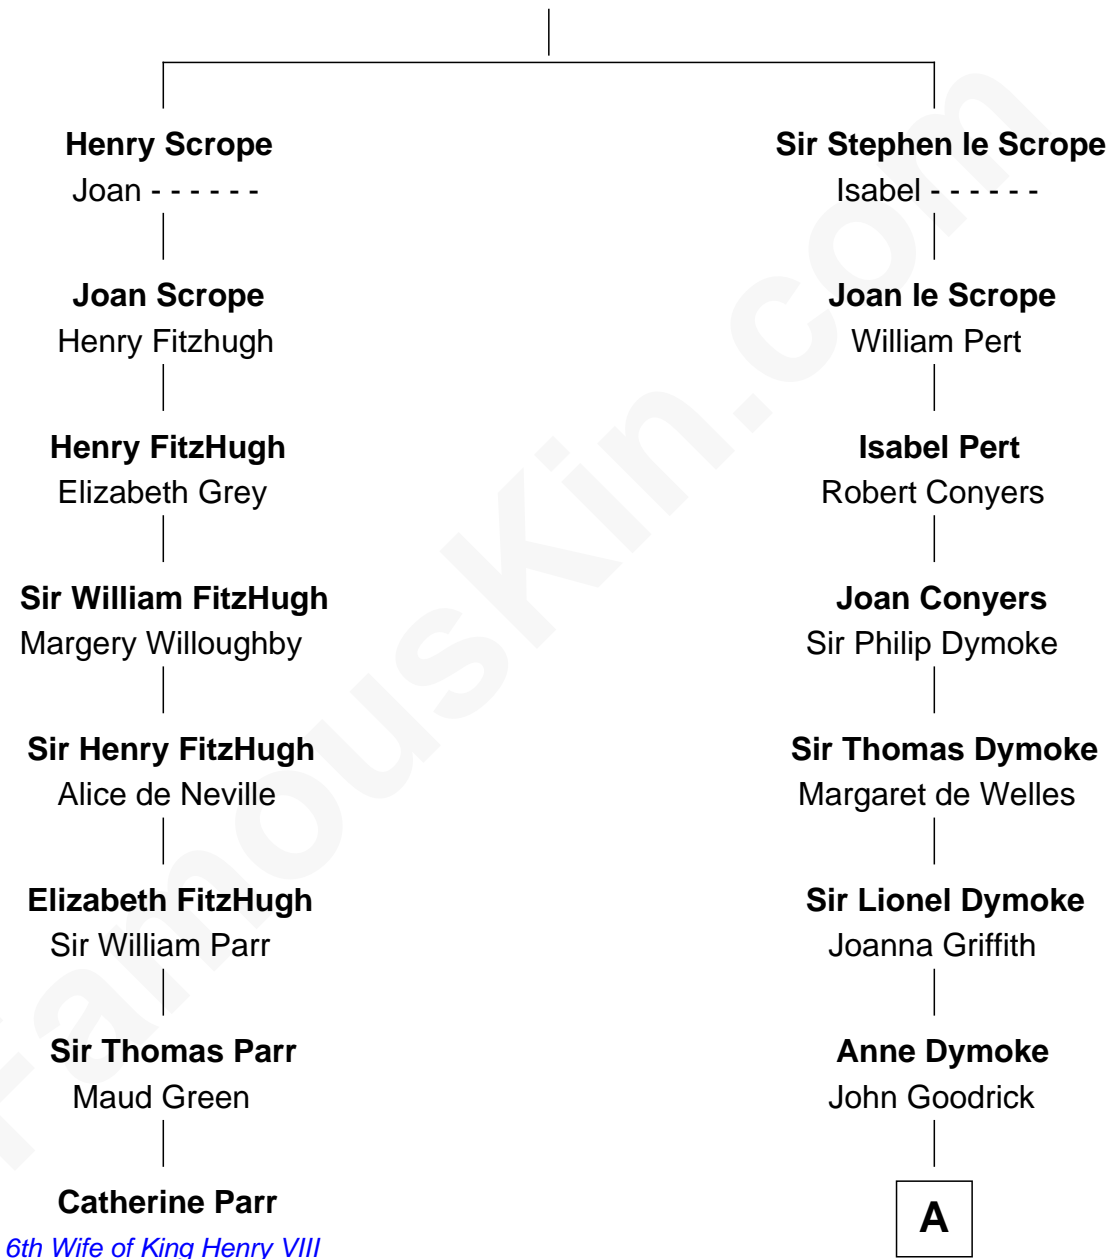 Henry Scrope
Joan - - - - - -
Joan Scrope
Henry Fitzhugh
Henry FitzHugh
Elizabeth Grey
Sir William FitzHugh
Margery Willoughby
Sir Henry FitzHugh
Alice de Neville
Elizabeth FitzHugh
Sir William Parr
Sir Thomas Parr
Maud Green
Catherine Parr
6th Wife of King Henry VIII
Sir Stephen le Scrope
Isabel - - - - - -
Joan le Scrope
William Pert
Isabel Pert
Robert Conyers
Joan Conyers
Sir Philip Dymoke
Sir Thomas Dymoke
Margaret de Welles
Sir Lionel Dymoke
Joanna Griffith
Anne Dymoke
John Goodrick
A
FamousKin.com